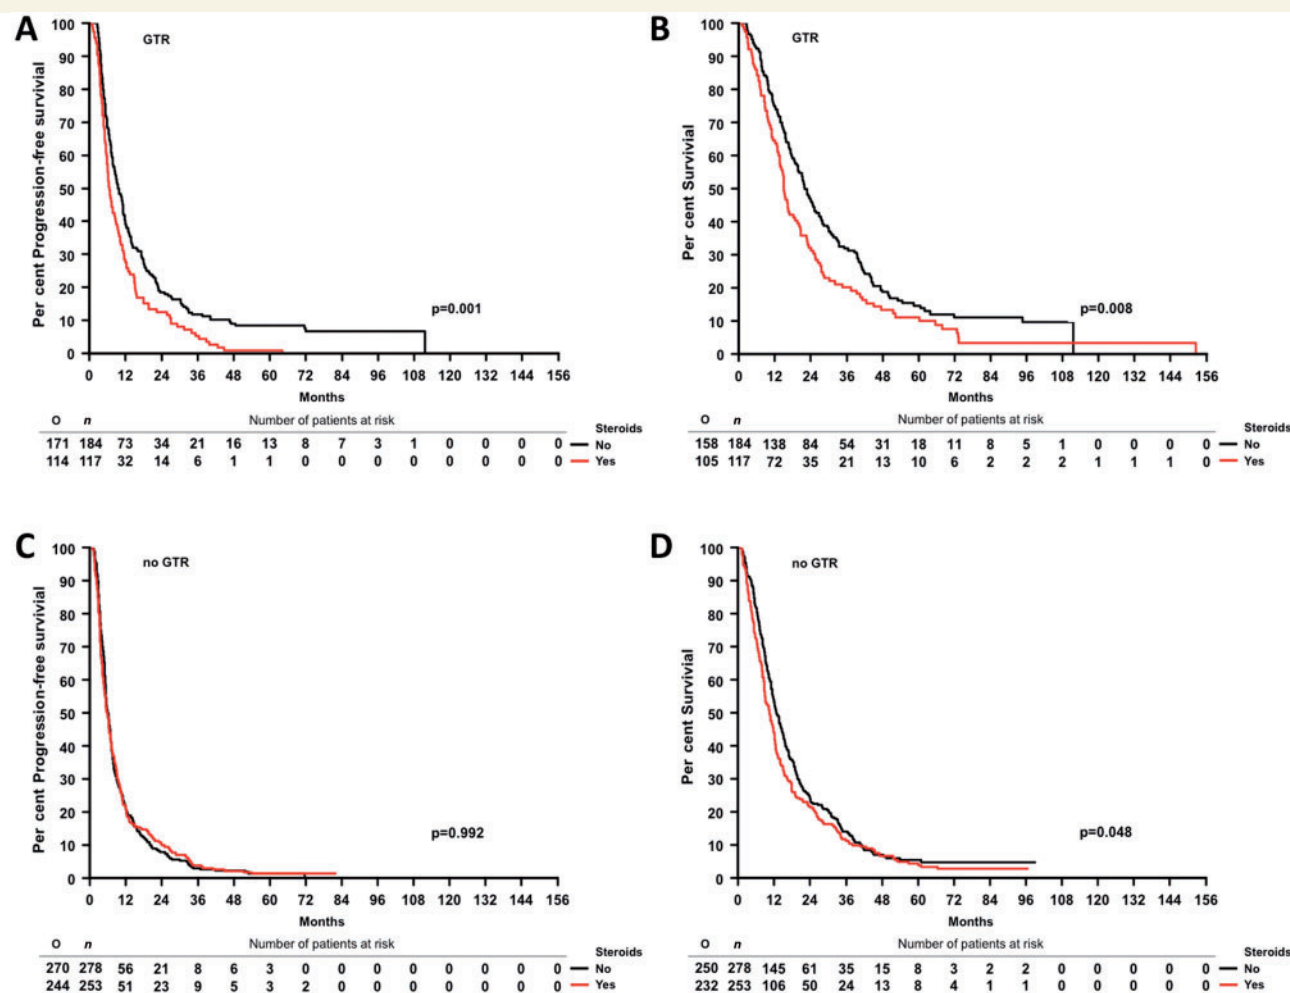 A
GTR
Per cent Progression-free survival
100
90
80
70
60
50
40
30
20
10
0
p=0.001
0 12 24 36 48 60 72 84 96 108 120 132 144 156
Months
O n Number of patients at risk Steroids
171 184 73 34 21 16 13 8 7 3 1 0 0 0 0 No
114 117 32 14 6 1 1 0 0 0 0 0 0 0 0 Yes
B
GTR
Per cent Survivial
100
90
80
70
60
50
40
30
20
10
0
p=0.008
0 12 24 36 48 60 72 84 96 108 120 132 144 156
Months
O n Number of patients at risk Steroids
158 184 138 84 54 31 18 11 8 5 1 0 0 0 0 No
105 117 72 35 21 13 10 6 2 2 2 1 1 1 0 Yes
C
no GTR
Per cent Progression-free survival
100
90
80
70
60
50
40
30
20
10
0
p=0.992
0 12 24 36 48 60 72 84 96 108 120 132 144 156
Months
O n Number of patients at risk Steroids
270 278 56 21 8 6 3 0 0 0 0 0 0 0 0 No
244 253 51 23 9 5 3 2 0 0 0 0 0 0 0 Yes
D
no GTR
Per cent Survivial
100
90
80
70
60
50
40
30
20
10
0
p=0.048
0 12 24 36 48 60 72 84 96 108 120 132 144 156
Months
O n Number of patients at risk Steroids
250 278 145 61 35 15 8 3 2 2 0 0 0 0 0 No
232 253 106 50 24 13 8 4 1 1 0 0 0 0 0 Yes